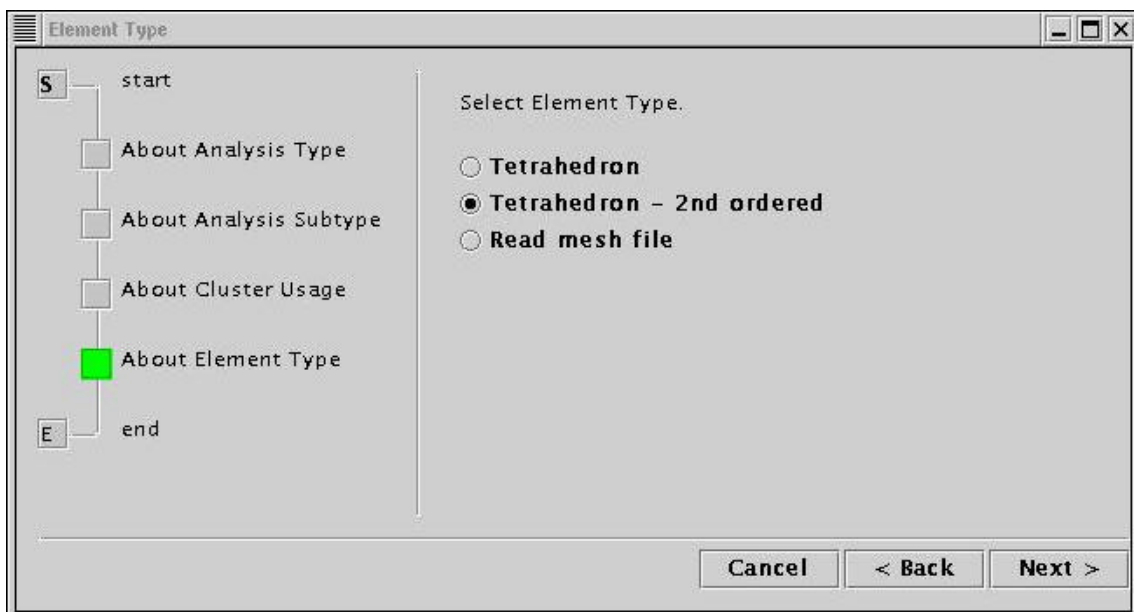 Element Type
S start
About Analysis Type
About Analysis Subtype
About Cluster Usage
About Element Type
E end
Select Element Type.
Tetrahedron
Tetrahedron - 2nd ordered
Read mesh file
Cancel
< Back
Next >